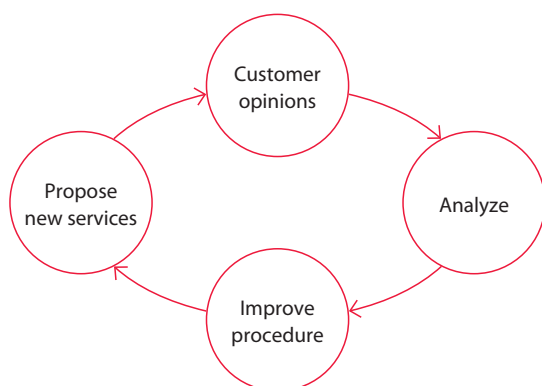 Customer
opinions
Analyze
Improve
procedure
Propose
new services